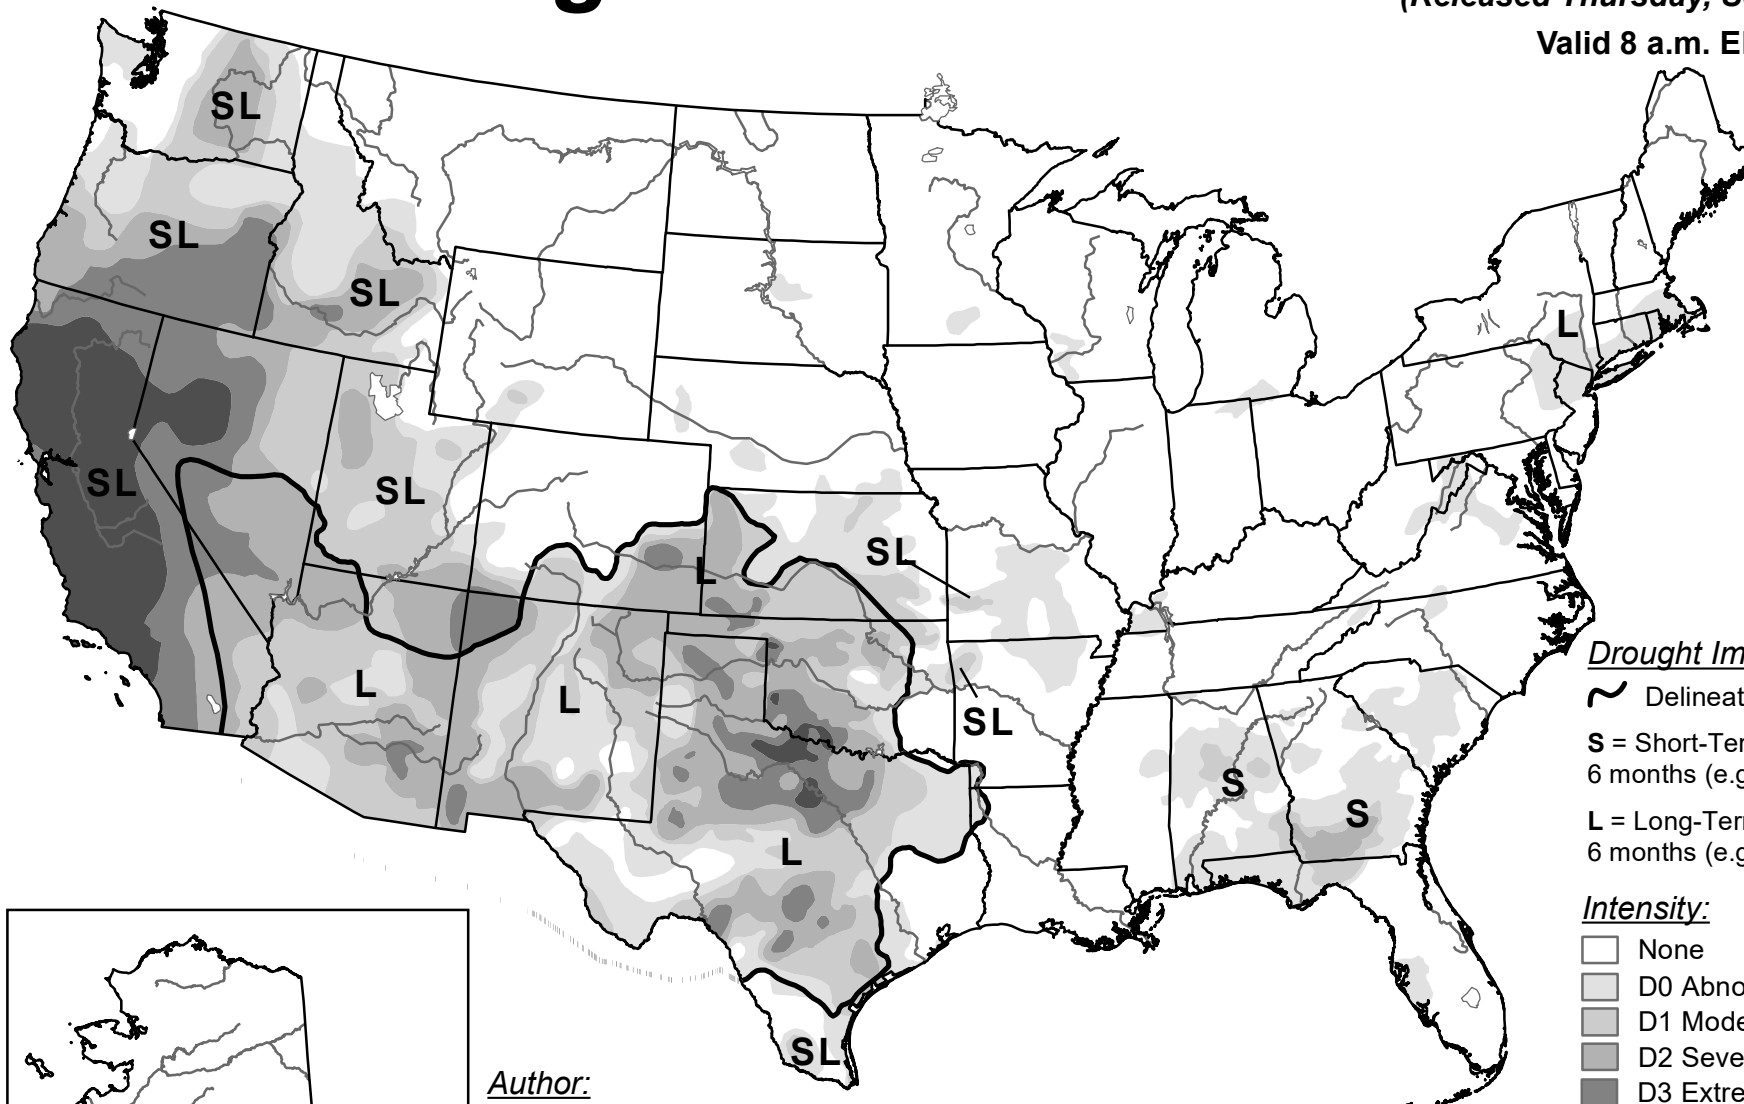 (Released Thursday, S
Valid 8 a.m. E
SL
SL
SL
SL
SL
L
L
L
SL
SL
L
SL
L
S
S
L
Drought Im
Delineat
S = Short-Ter
6 months (e.g
L = Long-Ter
6 months (e.g
Intensity:
None
D0 Abno
D1 Mode
D2 Seve
D3 Extre
Author: